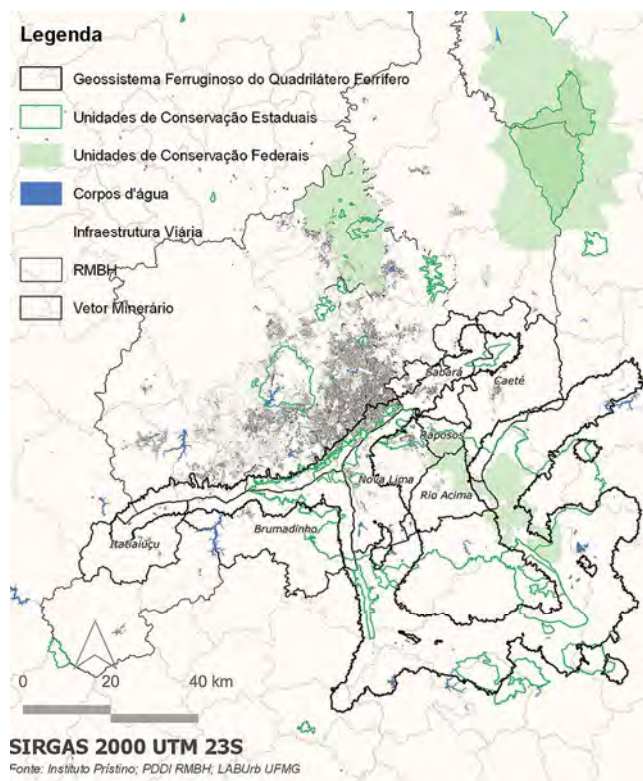 Legenda
Geossistema Ferruginoso do Quadrilátero Ferrífero
Unidades de Conservação Estaduais
Unidades de Conservação Federais
Corpos d'água
Infraestrutura Viária
RMBH
Vetor Minerário
Sabará
Caeté
Raposos
Nova Lima
Rio Acima
Brumadinho
Itatiaiuçu
0 20 40 km
SIRGAS 2000 UTM 23S
Fonte: Instituto Prístino; PDDI RMBH; LABUrb UFMG